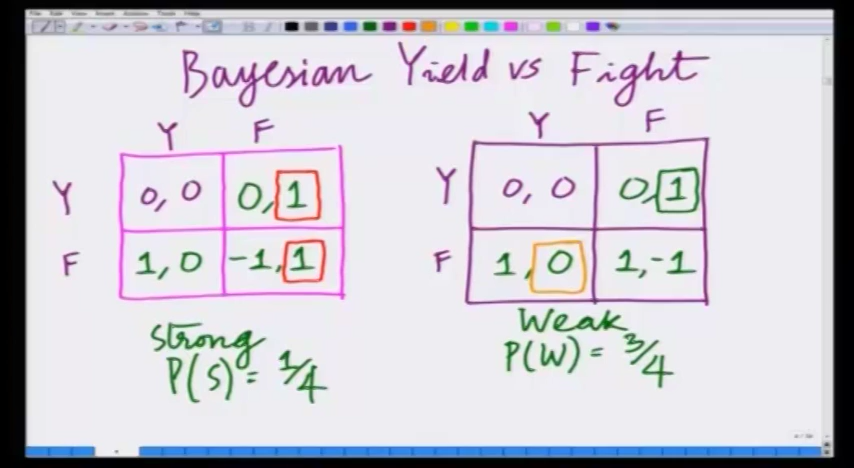 Bayesian Yield vs Fight
Y F
Y 0, 0 0, 1
F 1, 0 -1, 1
Strong
P(S) = 1/4
Y F
Y 0, 0 0, 1
F 1, 0 1, -1
Weak
P(W) = 3/4